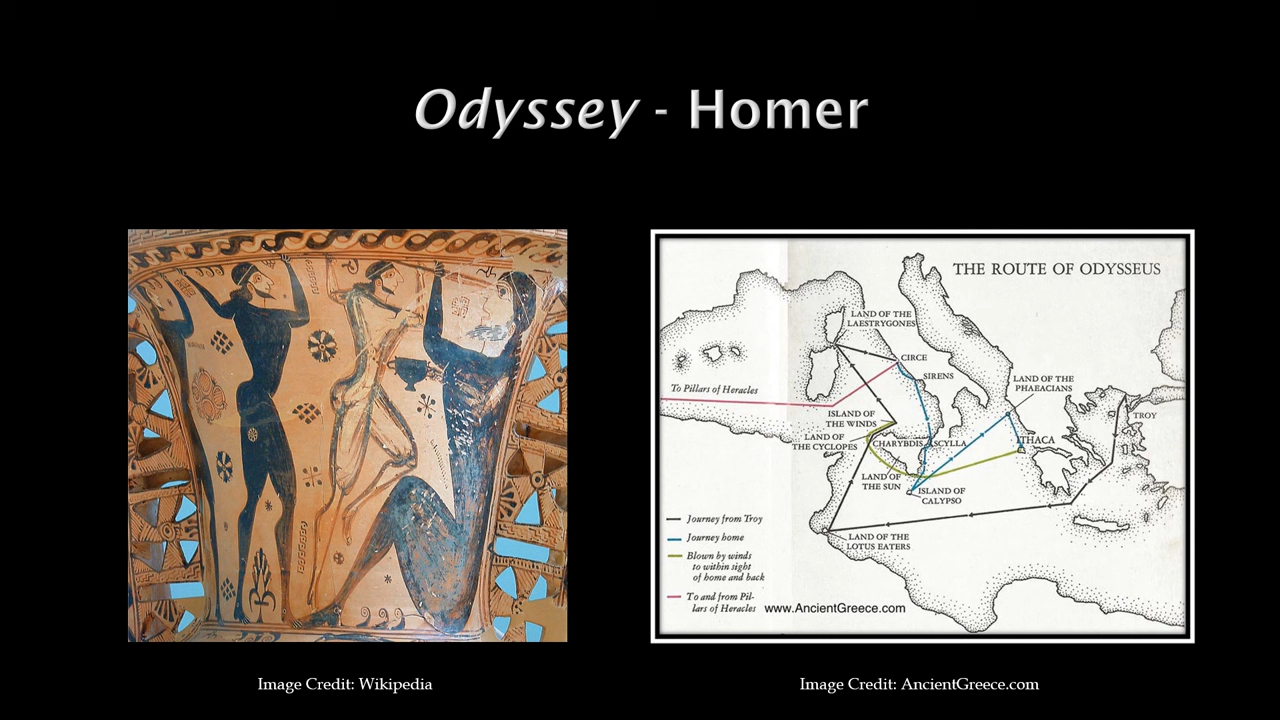 Odyssey - Homer
THE ROUTE OF ODYSSEUS
LAND OF THE
LAESTRYGONES
CIRCE
SIRENS
To Pillars of Heracles
LAND OF THE
PHAEACIANS
TROY
ISLAND OF
THE WINDS
LAND OF
THE CYCLOPES
CHARYBDIS
SCYLLA
ITHACA
LAND OF
THE SUN
ISLAND OF
CALYPSO
LAND OF THE
LOTUS EATERS
Journey from Troy
Journey home
Blown by winds
to within sight
of home and back
To and from Pil-
lars of Heracles
www.AncientGreece.com
Image Credit: Wikipedia
Image Credit: AncientGreece.com